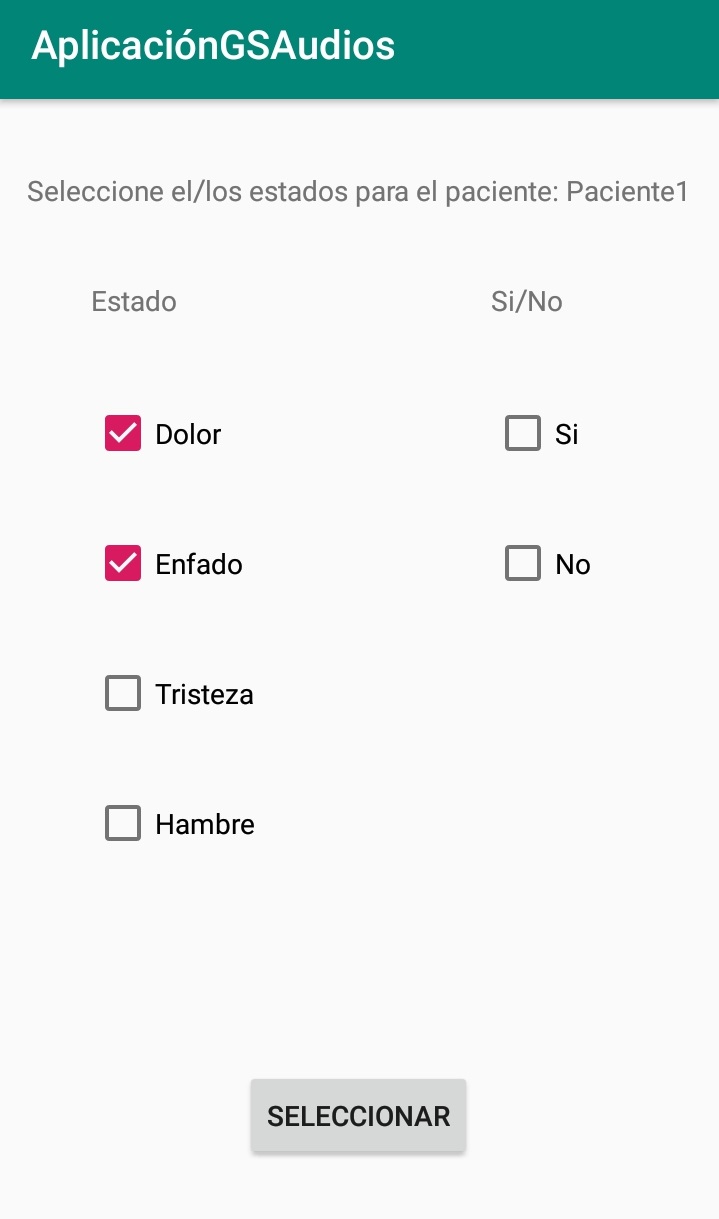 AplicaciónGSAudios
Seleccione el/los estados para el paciente: Paciente1
Estado Si/No
Dolor Si
Enfado No
Tristeza
Hambre
SELECCIONAR